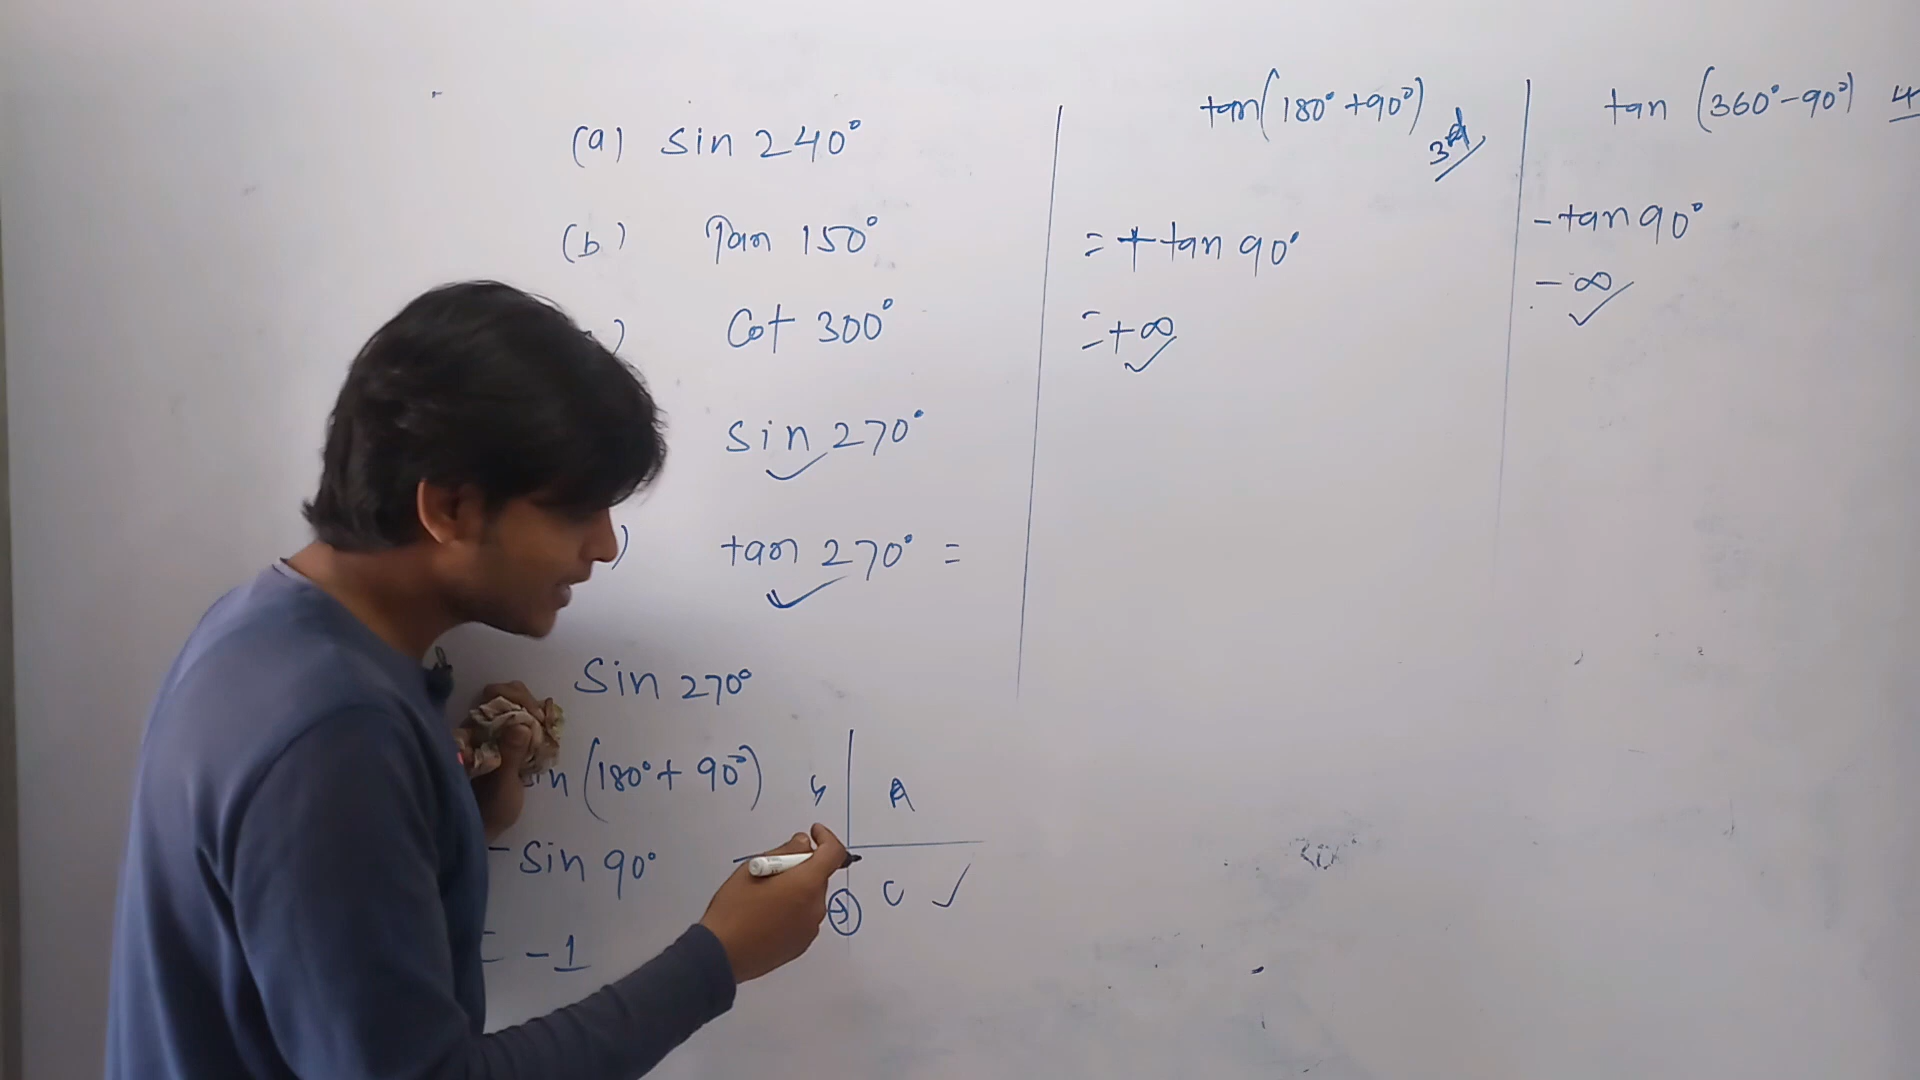 (a) sin 240°
(b) Tan 150°
) Cot 300°
sin 270°
) tan 270° =
Sin 270°
(180° + 90°)
- Sin 90°
= -1
A
C
tan(180° +90°)
3rd
= + tan 90°
= +∞
tan (360°-90°) 4
-tan 90°
- ∞